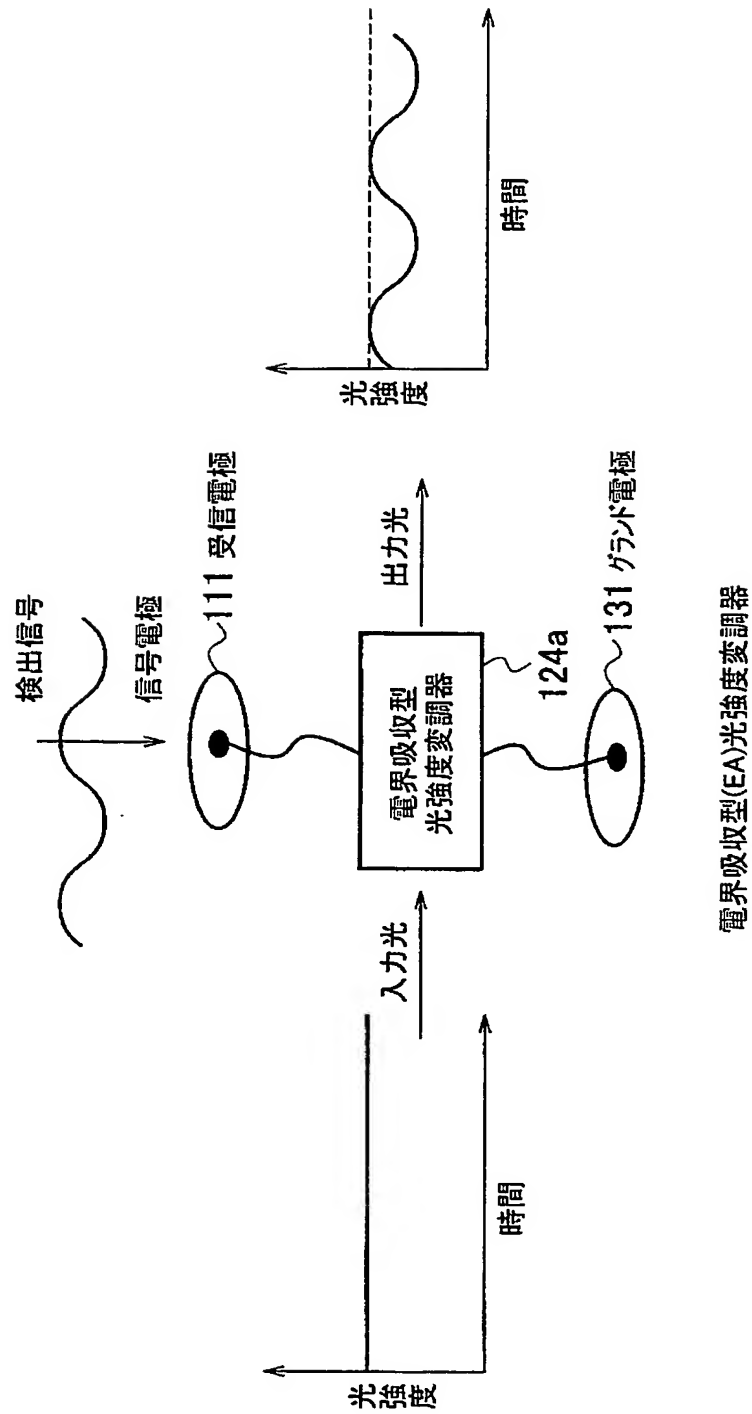 検出信号
信号電極
111 受信電極
光強度
時間
入力光
電界吸収型
光強度変調器
124a
出力光
光強度
時間
131 グランド電極
電界吸収型(EA)光強度変調器